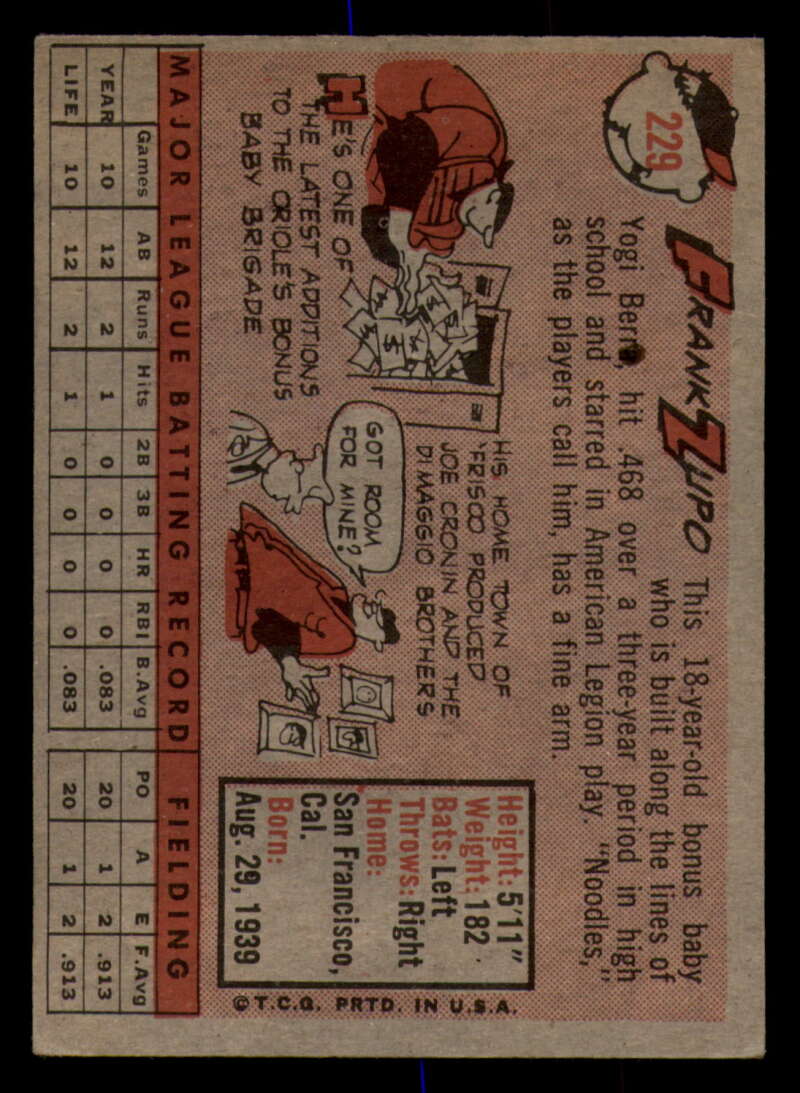 229
FRANK ZUPO
This 18-year-old bonus baby
who is built along the lines of
Yogi Berra, hit .468 over a three-year period in high
school and starred in American Legion play. "Noodles,"
as the players call him, has a fine arm.
HE'S ONE OF
THE LATEST ADDITIONS
TO THE ORIOLE'S BONUS
BABY BRIGADE
$ $ $ $
HIS HOME TOWN OF
'FRISCO PRODUCED
JOE CRONIN AND THE
DIMAGGIO BROTHERS
GOT ROOM
FOR MINE?
Height: 5'11"
Weight: 182
Bats: Left
Throws: Right
Home:
San Francisco,
Cal.
Born:
Aug. 29, 1939
© T.C.G. PRTD. IN U.S.A.
MAJOR LEAGUE BATTING RECORD FIELDING
Games AB Runs Hits 2B 3B HR RBI B.Avg PO A E F.Avg
YEAR 10 12 2 1 0 0 0 0 .083 20 1 2 .913
LIFE 10 12 2 1 0 0 0 0 .083 20 1 2 .913